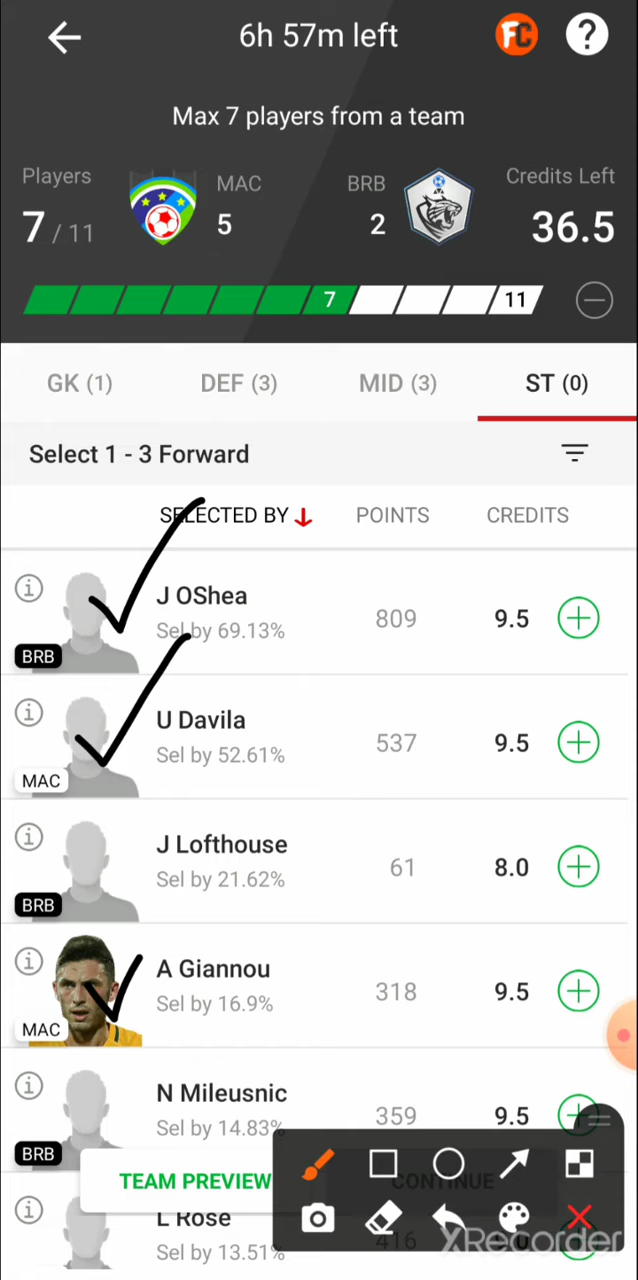 6h 57m left
FC
?
Max 7 players from a team
Players
MAC
BRB
Credits Left
7 / 11
5
2
36.5
7
11
GK (1)
DEF (3)
MID (3)
ST (0)
Select 1 - 3 Forward
SELECTED BY
POINTS
CREDITS
J OShea
Sel by 69.13%
809
9.5
BRB
U Davila
Sel by 52.61%
537
9.5
MAC
J Lofthouse
Sel by 21.62%
61
8.0
BRB
A Giannou
Sel by 16.9%
318
9.5
MAC
N Mileusnic
Sel by 14.83%
359
9.5
BRB
TEAM PREVIEW
CONTINUE
L Rose
Sel by 13.51%
416
XRecorder